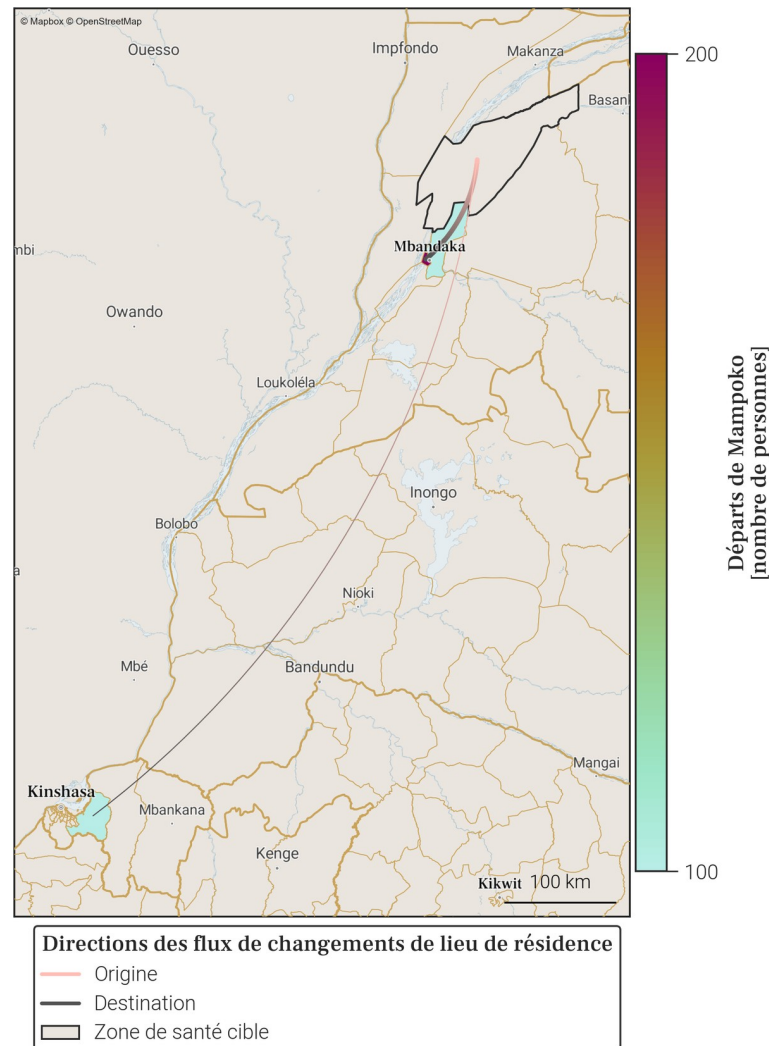 © Mapbox © OpenStreetMap
Ouesso
Impfondo
Makanza
200
Mbandaka
Owando
Loukoléla
Inongo
Bolobo
Nioki
Mbé
Bandundu
Mangai
Kinshasa
Mbankana
Kenge
Kikwit
100 km
100
Départs de Mampoko
[nombre de personnes]
Directions des flux de changements de lieu de résidence
Origine
Destination
Zone de santé cible